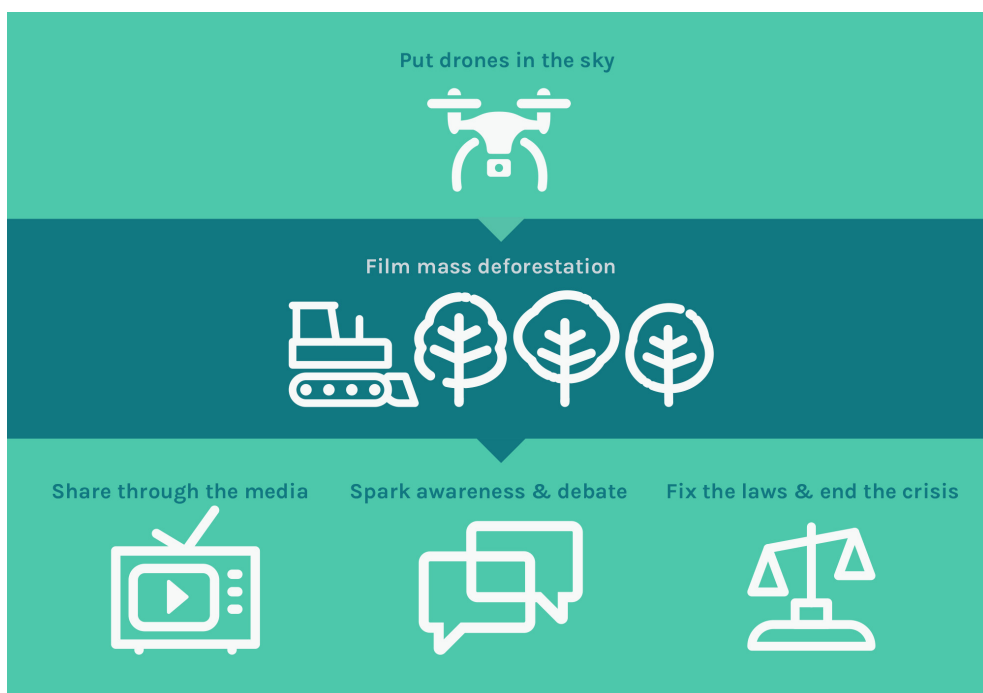 Put drones in the sky
Film mass deforestation
Share through the media
Spark awareness & debate
Fix the laws & end the crisis